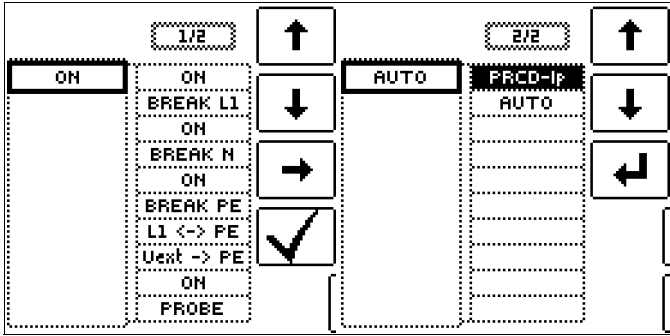 1/2
ON
ON
BREAK L1
ON
BREAK N
ON
BREAK PE
L1 <-> PE
Uext -> PE
ON
PROBE
2/2
AUTO
PRCD-Ip
AUTO